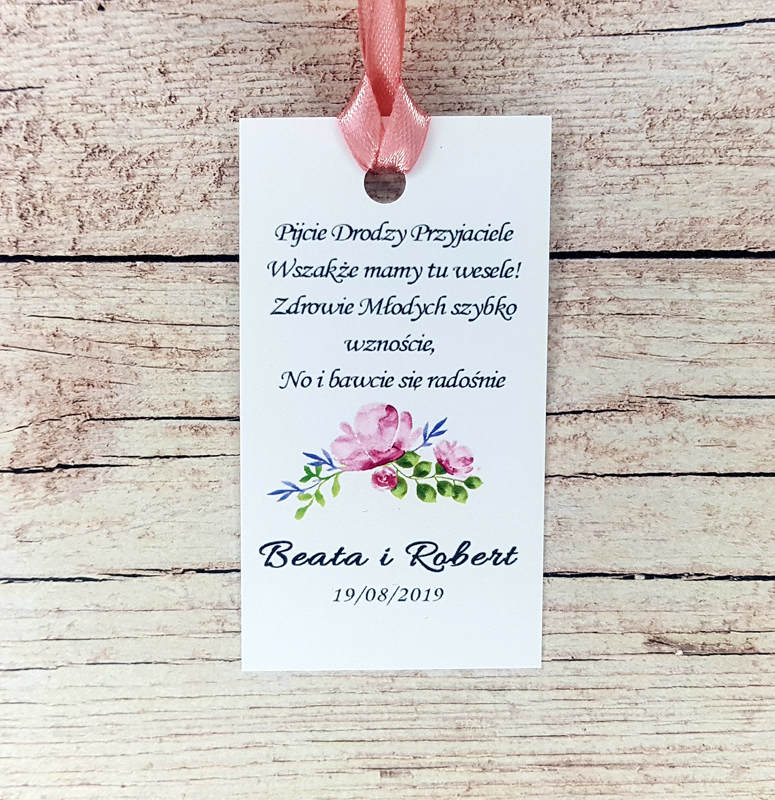 Pijcie Drodzy Przyjaciele
Wszakże mamy tu wesele!
Zdrowie Młodych szybko
wznoście,
No i bawcie się radośnie
Beata i Robert
19/08/2019